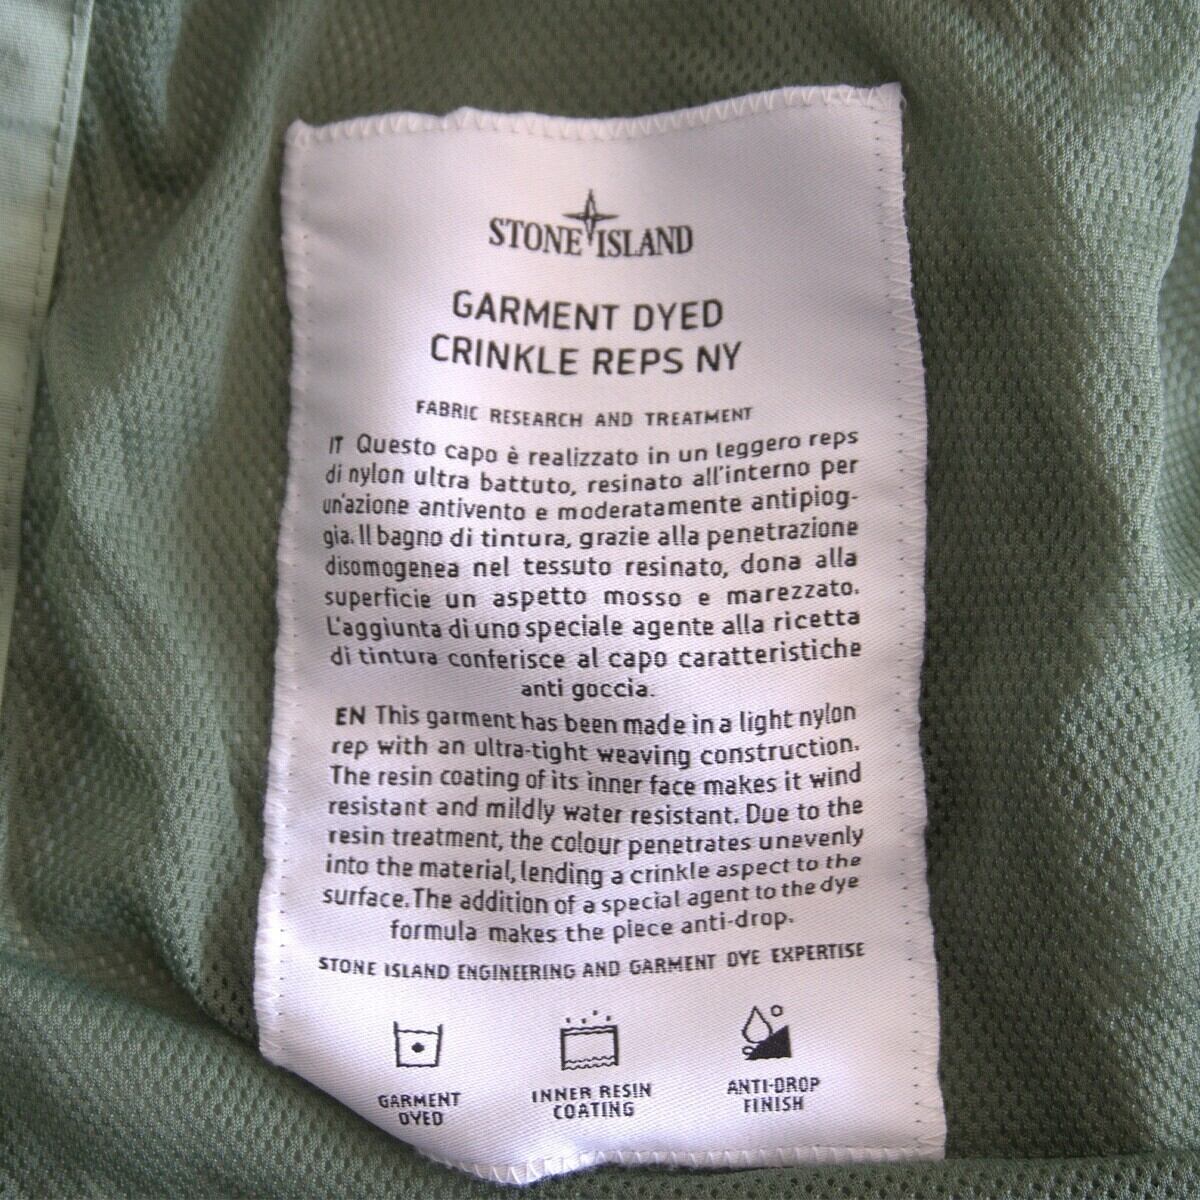 STONE ISLAND
GARMENT DYED
CRINKLE REPS NY
FABRIC RESEARCH AND TREATMENT
IT Questo capo è realizzato in un leggero reps
di nylon ultra battuto, resinato all'interno per
un'azione antivento e moderatamente antipiog-
gia. Il bagno di tintura, grazie alla penetrazione
disomogenea nel tessuto resinato, dona alla
superficie un aspetto mosso e marezzato.
L'aggiunta di uno speciale agente alla ricetta
di tintura conferisce al capo caratteristiche
anti goccia.
EN This garment has been made in a light nylon
rep with an ultra-tight weaving construction.
The resin coating of its inner face makes it wind
resistant and mildly water resistant. Due to the
resin treatment, the colour penetrates unevenly
into the material, lending a crinkle aspect to the
surface. The addition of a special agent to the dye
formula makes the piece anti-drop.
STONE ISLAND ENGINEERING AND GARMENT DYE EXPERTISE
GARMENT
DYED
INNER RESIN
COATING
ANTI-DROP
FINISH